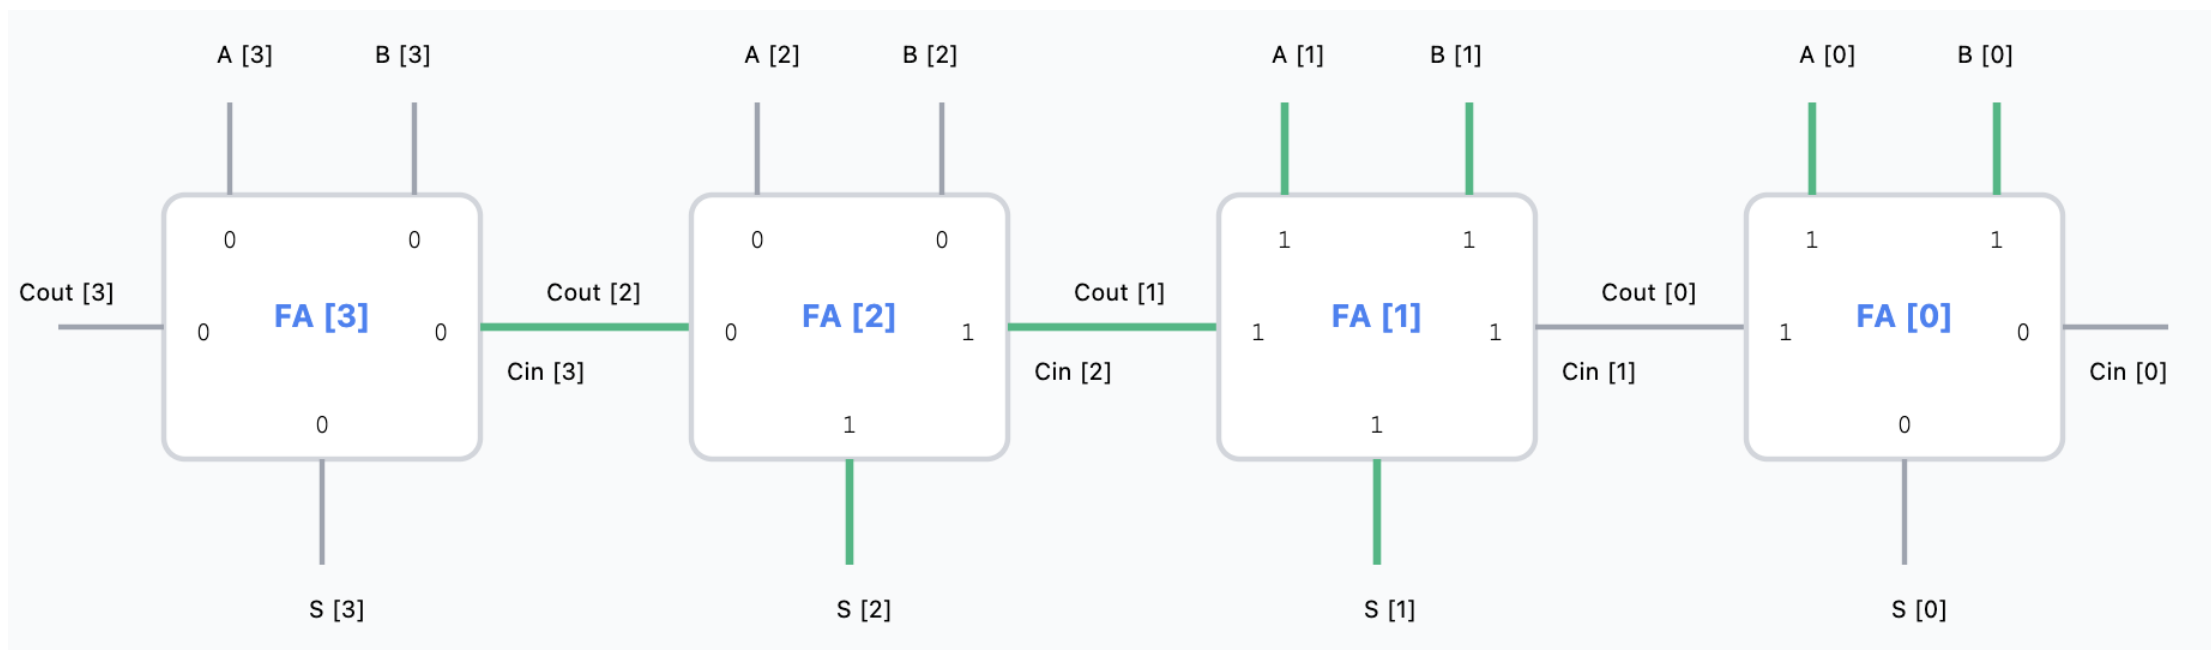 A [3] B [3] A [2] B [2] A [1] B [1] A [0] B [0]
0 0 0 0 1 1 1 1
Cout [3] Cout [2] Cout [1] Cout [0]
FA [3] FA [2] FA [1] FA [0]
0 0 0 1 1 1 1 0
Cin [3] Cin [2] Cin [1] Cin [0]
0 1 1 0
S [3] S [2] S [1] S [0]